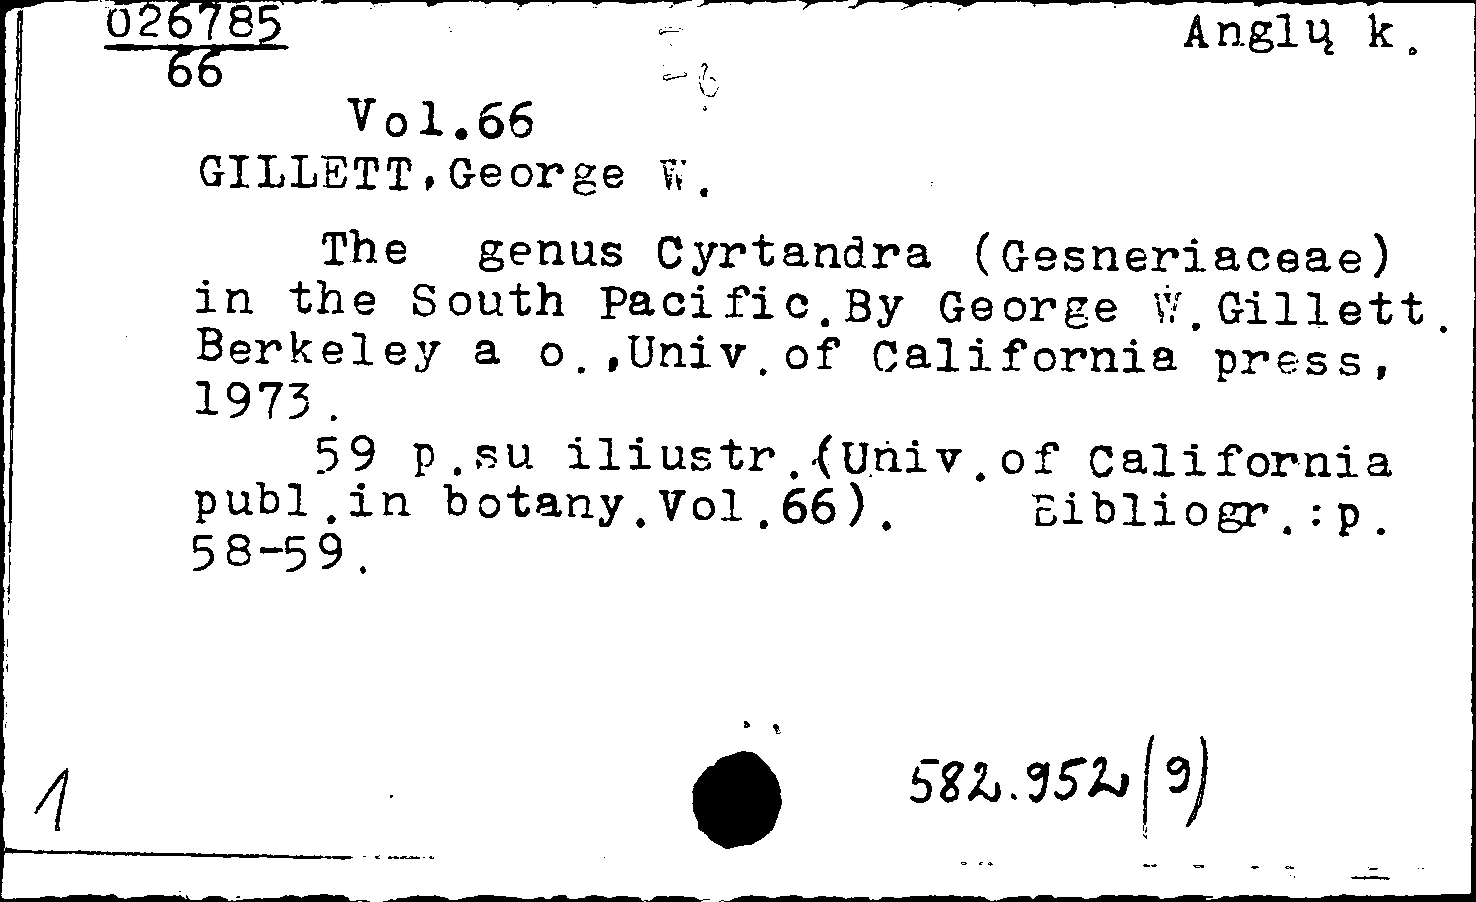 026785
66
Anglų k.
Vol.66
GILLETT,George W.
The genus Cyrtandra (Gesneriaceae)
in the South Pacific.By George W.Gillett.
Berkeley a o.,Univ.of California press,
1973.
59 p.su iliustr.(Univ.of California
publ.in botany.Vol.66). Bibliogr.:p.
58-59.
582.952(9)
1